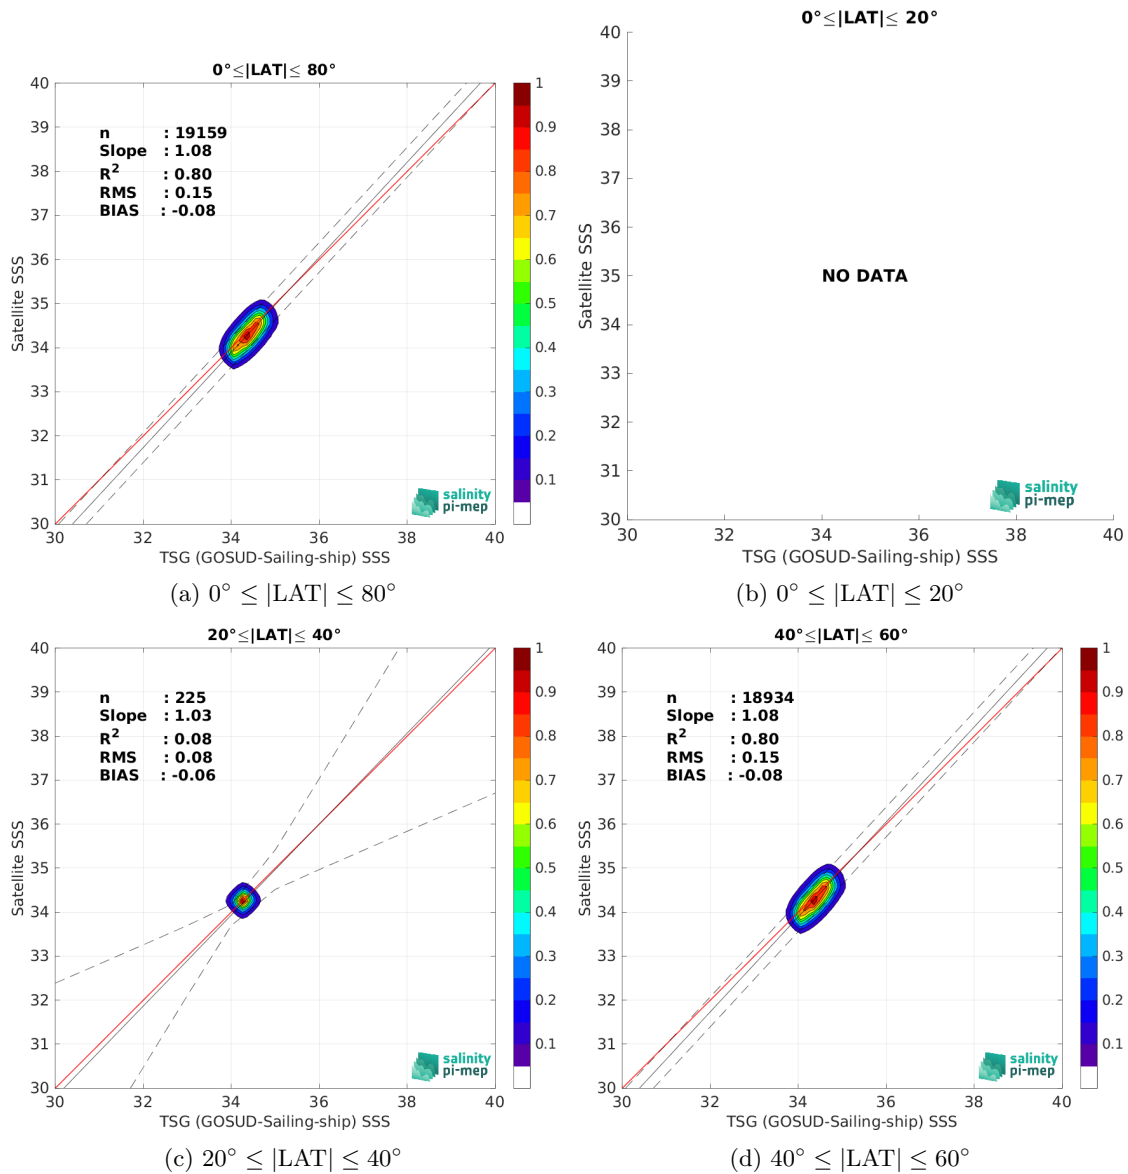 0°≤|LAT|≤ 80°
n : 19159
Slope : 1.08
R² : 0.80
RMS : 0.15
BIAS : -0.08
40
39
38
37
36
35
34
33
32
31
30
Satellite SSS
30 32 34 36 38 40
TSG (GOSUD-Sailing-ship) SSS
1
0.9
0.8
0.7
0.6
0.5
0.4
0.3
0.2
0.1
salinity
pi-mep
(a) 0° ≤ |LAT| ≤ 80°
0°≤|LAT|≤ 20°
40
39
38
37
36
35
34
33
32
31
30
Satellite SSS
NO DATA
30 32 34 36 38 40
TSG (GOSUD-Sailing-ship) SSS
salinity
pi-mep
(b) 0° ≤ |LAT| ≤ 20°
20°≤|LAT|≤ 40°
n : 225
Slope : 1.03
R² : 0.08
RMS : 0.08
BIAS : -0.06
40
39
38
37
36
35
34
33
32
31
30
Satellite SSS
30 32 34 36 38 40
TSG (GOSUD-Sailing-ship) SSS
1
0.9
0.8
0.7
0.6
0.5
0.4
0.3
0.2
0.1
salinity
pi-mep
(c) 20° ≤ |LAT| ≤ 40°
40°≤|LAT|≤ 60°
n : 18934
Slope : 1.08
R² : 0.80
RMS : 0.15
BIAS : -0.08
40
39
38
37
36
35
34
33
32
31
30
Satellite SSS
30 32 34 36 38 40
TSG (GOSUD-Sailing-ship) SSS
1
0.9
0.8
0.7
0.6
0.5
0.4
0.3
0.2
0.1
salinity
pi-mep
(d) 40° ≤ |LAT| ≤ 60°